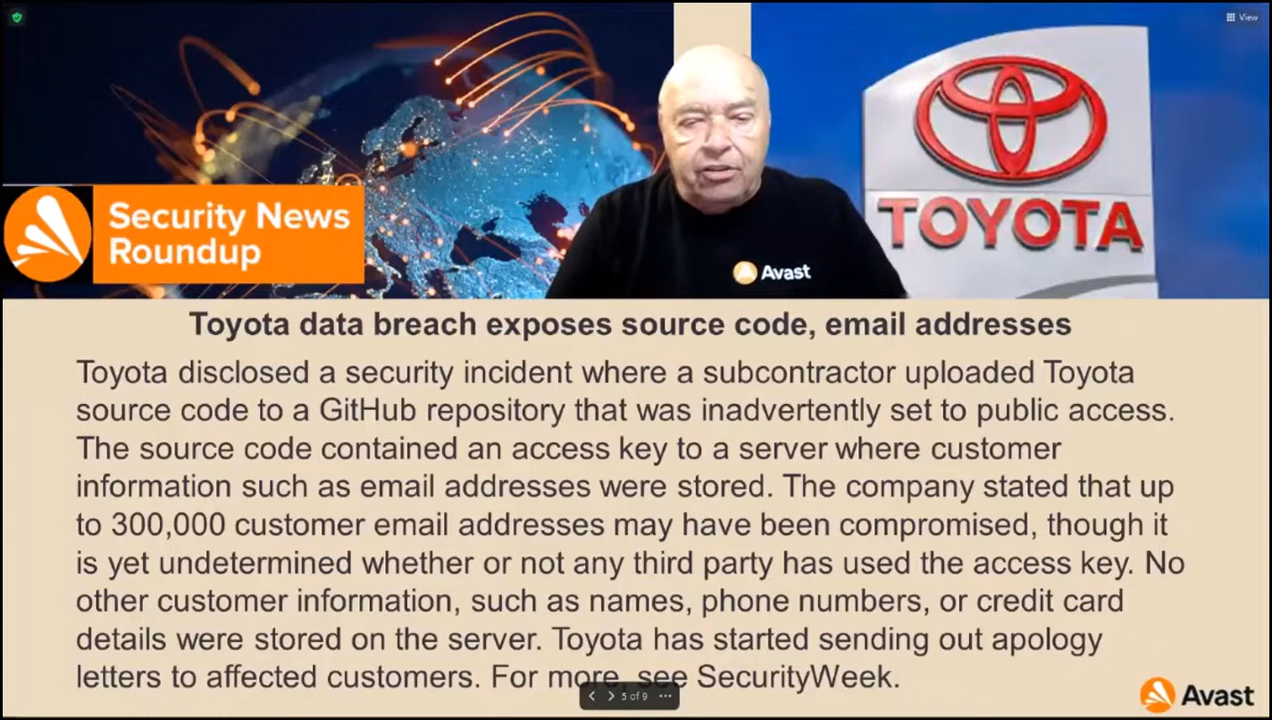 View
Security News
Roundup
TOYOTA
Avast
Toyota data breach exposes source code, email addresses
Toyota disclosed a security incident where a subcontractor uploaded Toyota
source code to a GitHub repository that was inadvertently set to public access.
The source code contained an access key to a server where customer
information such as email addresses were stored. The company stated that up
to 300,000 customer email addresses may have been compromised, though it
is yet undetermined whether or not any third party has used the access key. No
other customer information, such as names, phone numbers, or credit card
details were stored on the server. Toyota has started sending out apology
letters to affected customers. For more, see SecurityWeek.
5 of 9
Avast